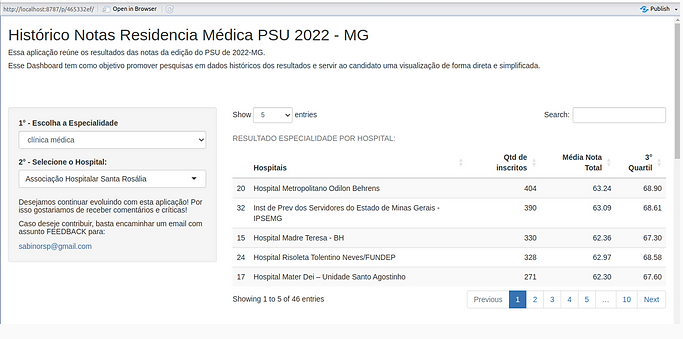 http://localhost:8787/p/465332ef/
Open in Browser
Publish
Histórico Notas Residencia Médica PSU 2022 - MG
Essa aplicação reúne os resultados das notas da edição do PSU de 2022-MG.
Esse Dashboard tem como objetivo promover pesquisas em dados históricos dos resultados e servir ao candidato uma visualização de forma direta e simplificada.
1° - Escolha a Especialidade
clínica médica
2° - Selecione o Hospital:
Associação Hospitalar Santa Rosália
Desejamos continuar evoluindo com esta aplicação! Por
isso gostaríamos de receber comentários e críticas!
Caso deseje contribuir, basta encaminhar um email com
assunto FEEDBACK para:
sabinorsp@gmail.com
Show 5 entries
Search:
RESULTADO ESPECIALIDADE POR HOSPITAL:
Hospitais Qtd de inscritos Média Nota Total 3° Quartil
20 Hospital Metropolitano Odilon Behrens 404 63.24 68.90
32 Inst de Prev dos Servidores do Estado de Minas Gerais - 390 63.09 68.61
IPSEMG
15 Hospital Madre Teresa - BH 330 62.36 67.30
24 Hospital Risoleta Tolentino Neves/FUNDEP 328 62.97 68.58
17 Hospital Mater Dei – Unidade Santo Agostinho 271 62.30 67.60
Showing 1 to 5 of 46 entries
Previous 1 2 3 4 5 … 10 Next